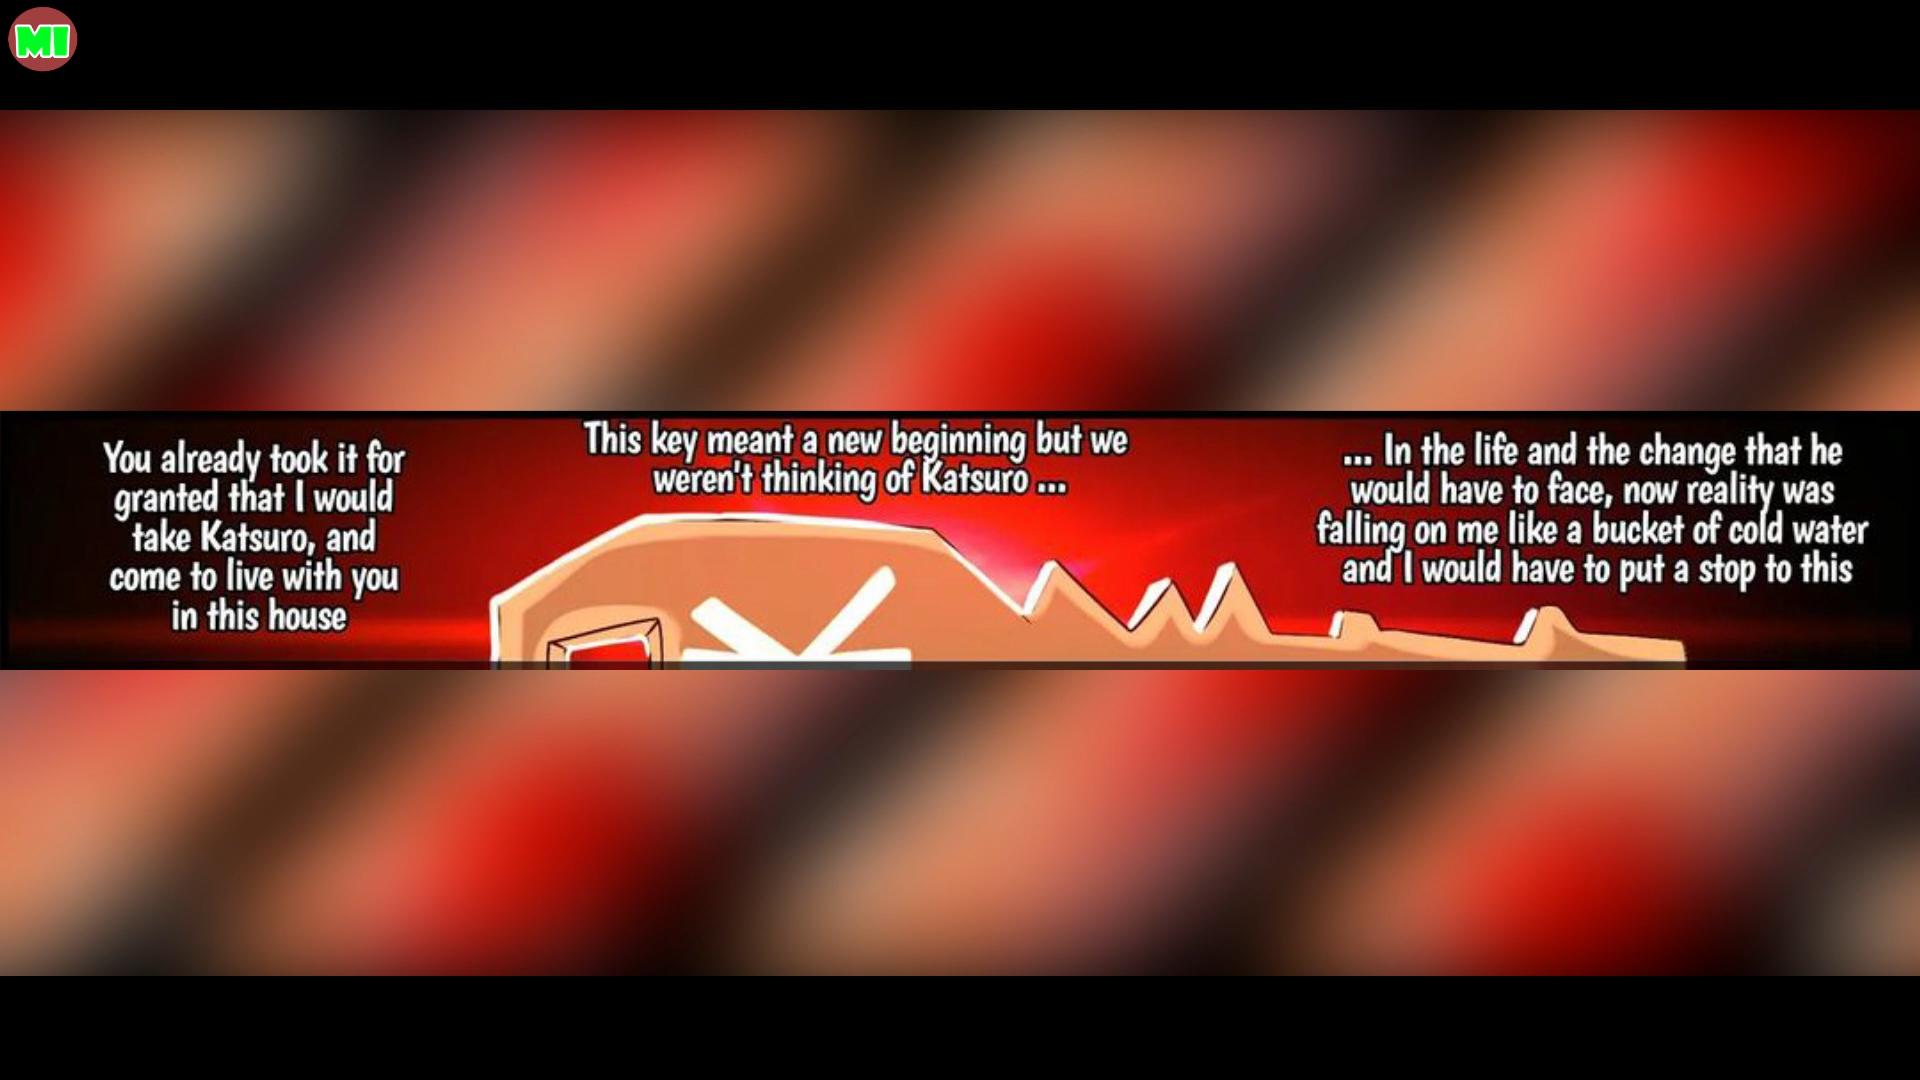 MI
You already took it for
granted that I would
take Katsuro, and
come to live with you
in this house
This key meant a new beginning but we
weren't thinking of Katsuro ...
... In the life and the change that he
would have to face, now reality was
falling on me like a bucket of cold water
and I would have to put a stop to this